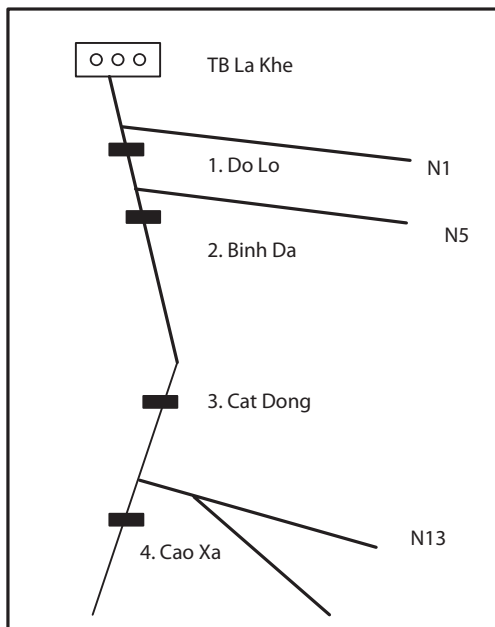 TB La Khe
N1
1. Do Lo
N5
2. Binh Da
3. Cat Dong
N13
4. Cao Xa